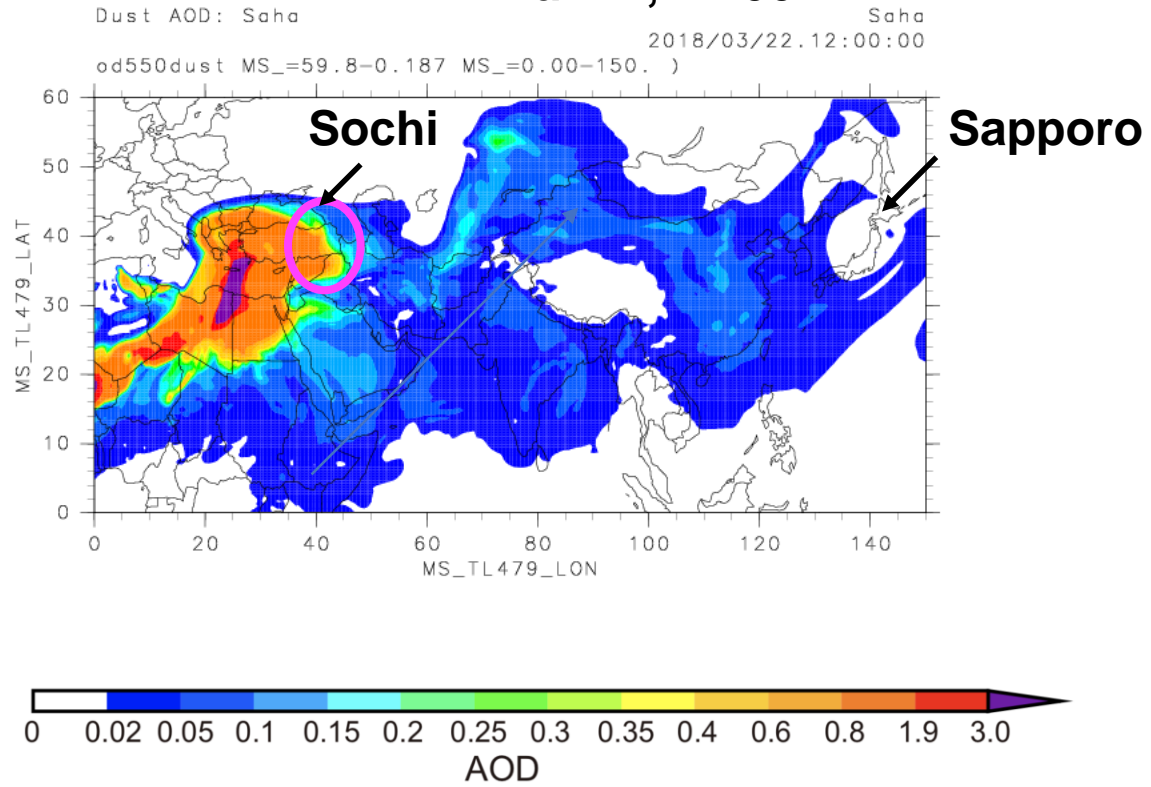 Dust AOD: Saha
Saha
2018/03/22.12:00:00
od550dust MS_=59.8-0.187 MS_=0.00-150. )
Sochi
Sapporo
60
50
40
30
20
10
0
MS_TL479_LAT
0 20 40 60 80 100 120 140
MS_TL479_LON
0 0.02 0.05 0.1 0.15 0.2 0.25 0.3 0.35 0.4 0.6 0.8 1.9 3.0
AOD